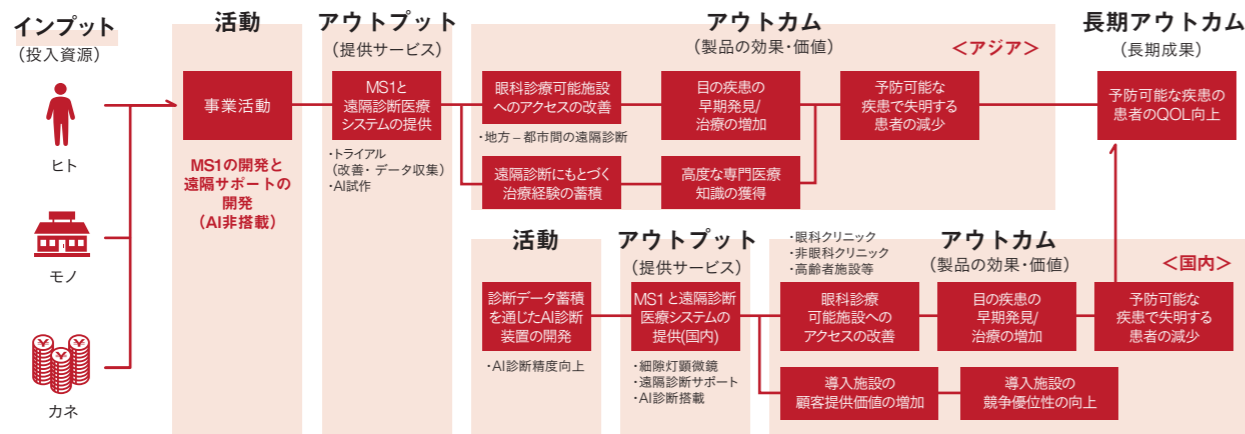 インプット
（投入資源）
ヒト
モノ
カネ
活動
事業活動
MS1の開発と
遠隔サポートの
開発
（AI非搭載）
アウトプット
（提供サービス）
MS1と
遠隔診断医療
システムの提供
・トライアル
（改善・データ収集）
・AI試作
アウトカム
（製品の効果・価値）
＜アジア＞
眼科診療可能施設
へのアクセスの改善
・地方 – 都市間の遠隔診断
目の疾患の
早期発見/
治療の増加
予防可能な
疾患で失明する
患者の減少
遠隔診断にもとづく
治療経験の蓄積
高度な専門医療
知識の獲得
長期アウトカム
（長期成果）
予防可能な疾患の
患者のQOL向上
活動
診断データ蓄積
を通じたAI診断
装置の開発
・AI診断精度向上
アウトプット
（提供サービス）
MS1と遠隔診断
医療システムの
提供(国内)
・細隙灯顕微鏡
・遠隔診断サポート
・AI診断搭載
・眼科クリニック
・非眼科クリニック
・高齢者施設等
アウトカム
（製品の効果・価値）
＜国内＞
眼科診療
可能施設への
アクセスの改善
目の疾患の
早期発見/
治療の増加
予防可能な
疾患で失明する
患者の減少
導入施設の
顧客提供価値の増加
導入施設の
競争優位性の向上